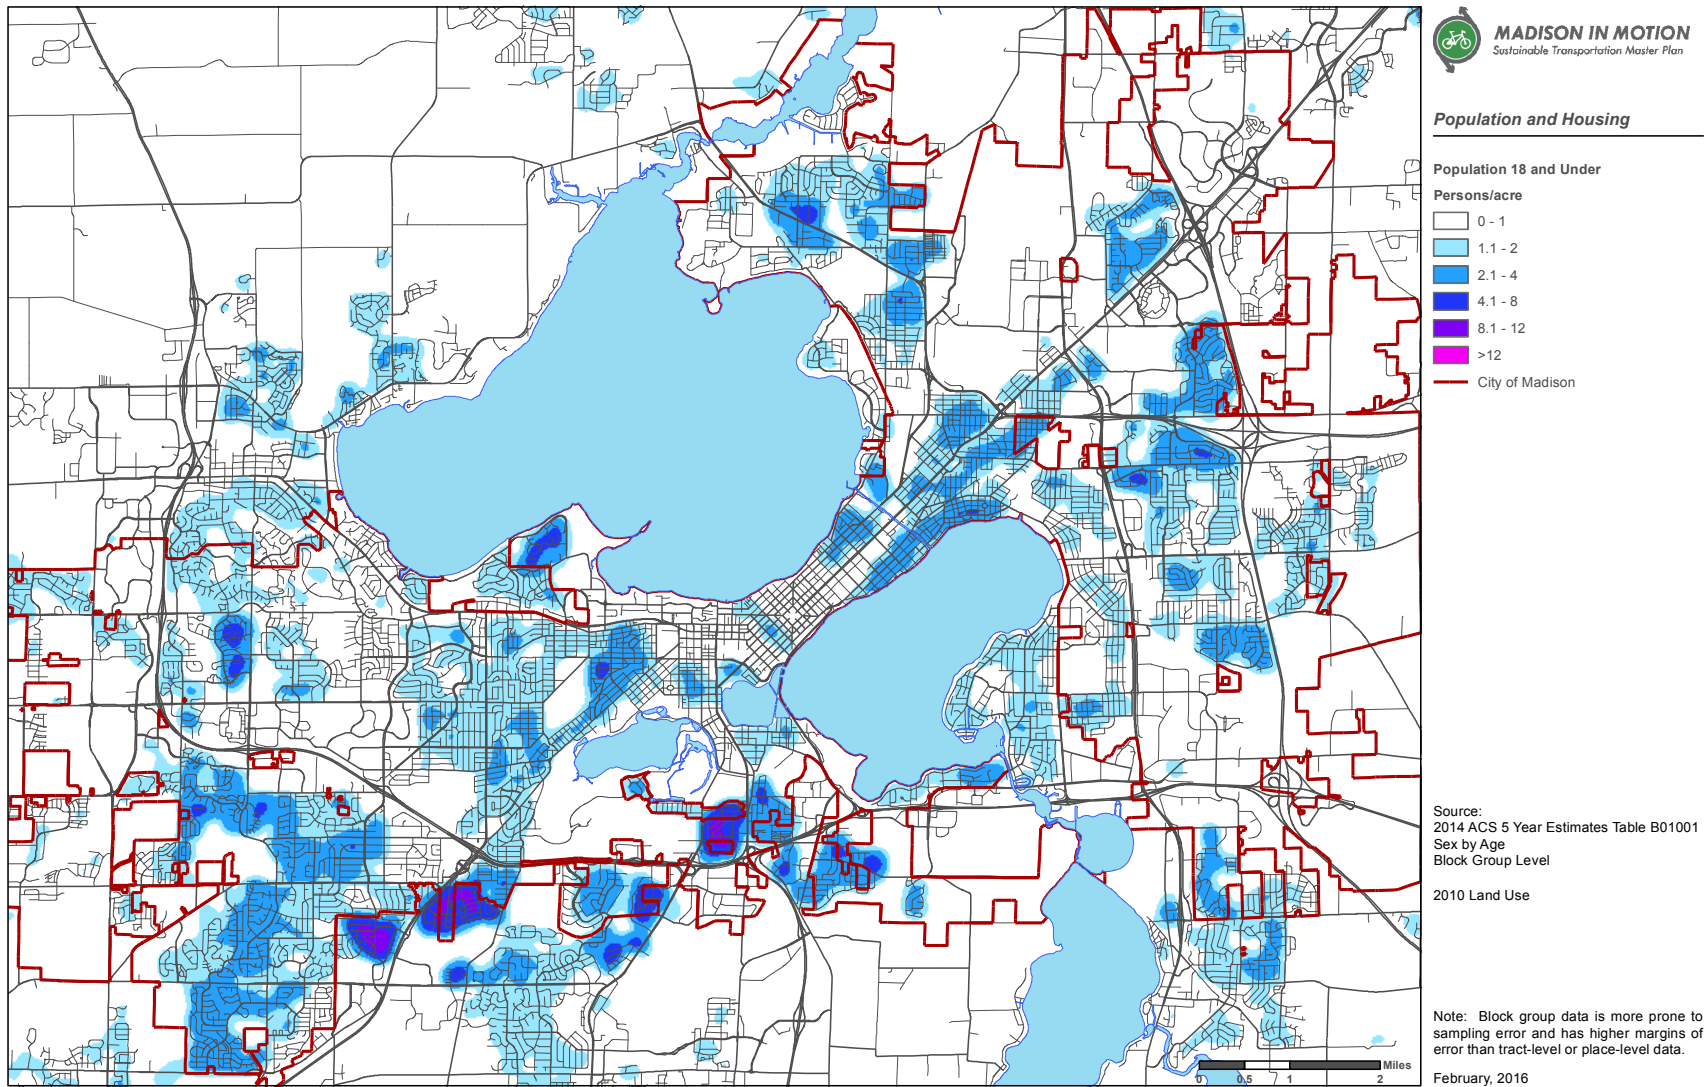 MADISON IN MOTION
Sustainable Transportation Master Plan
Population and Housing
Population 18 and Under
Persons/acre
0 - 1
1.1 - 2
2.1 - 4
4.1 - 8
8.1 - 12
>12
City of Madison
Source:
2014 ACS 5 Year Estimates Table B01001
Sex by Age
Block Group Level
2010 Land Use
Note: Block group data is more prone to
sampling error and has higher margins of
error than tract-level or place-level data.
February, 2016
Miles
0 0.5 1 2